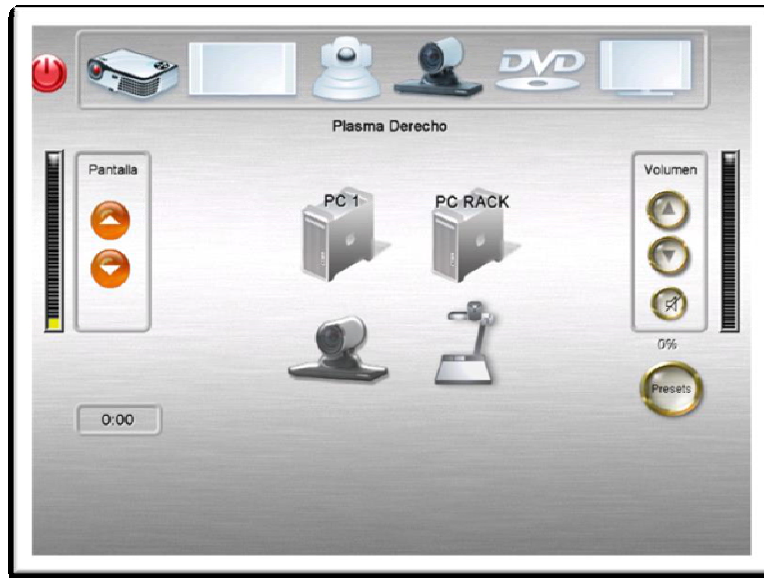 DVD
Plasma Derecho
Pantalla
Volumen
PC 1
PC RACK
0%
Presets
0:00